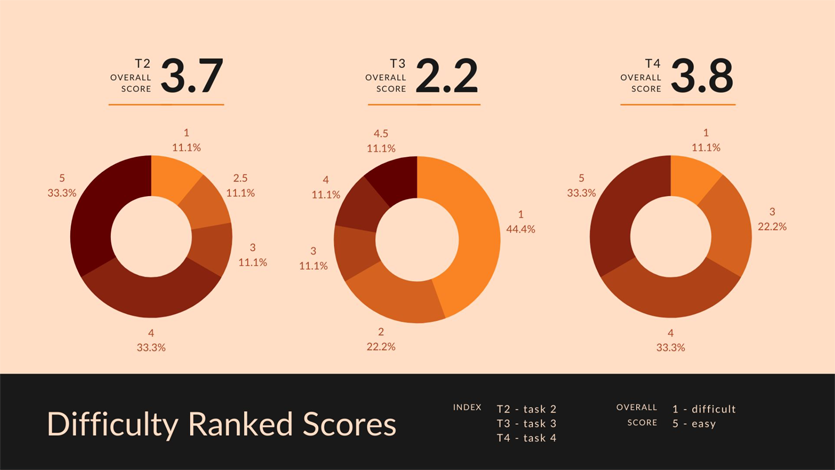 T2
OVERALL
SCORE
3.7
T3
OVERALL
SCORE
2.2
T4
OVERALL
SCORE
3.8
1
11.1%
2.5
11.1%
3
11.1%
4
33.3%
5
33.3%
4.5
11.1%
1
44.4%
2
22.2%
3
11.1%
4
11.1%
1
11.1%
3
22.2%
4
33.3%
5
33.3%
Difficulty Ranked Scores
INDEX
T2 - task 2
T3 - task 3
T4 - task 4
OVERALL
SCORE
1 - difficult
5 - easy